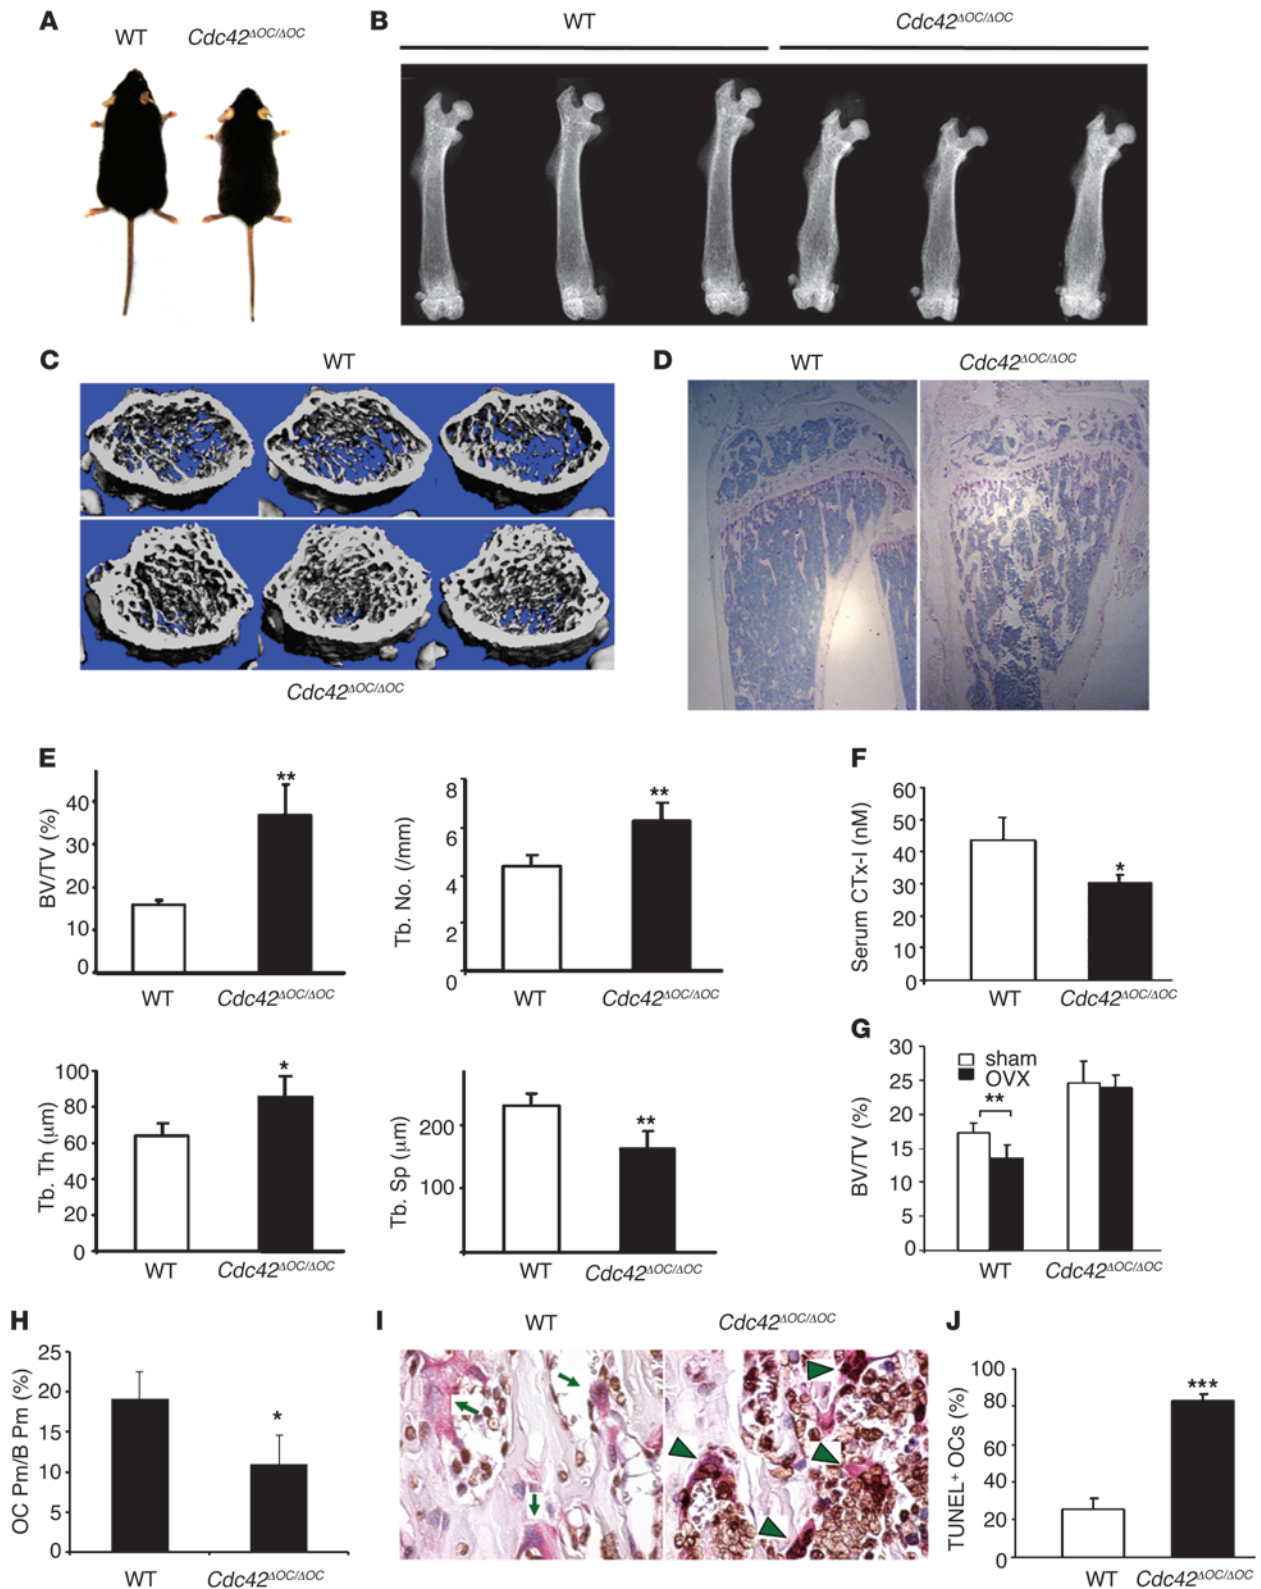 A
WT Cdc42ΔOC/ΔOC
B
WT Cdc42ΔOC/ΔOC
C
WT
Cdc42ΔOC/ΔOC
D
WT Cdc42ΔOC/ΔOC
E
BV/TV (%)
40
30
20
10
0
**
WT Cdc42ΔOC/ΔOC
Tb. No. (/mm)
8
6
4
2
0
**
WT Cdc42ΔOC/ΔOC
Tb. Th (μm)
100
80
60
40
20
0
*
WT Cdc42ΔOC/ΔOC
Tb. Sp (μm)
200
100
**
WT Cdc42ΔOC/ΔOC
F
Serum CTx-I (nM)
60
50
40
30
20
10
0
*
WT Cdc42ΔOC/ΔOC
G
BV/TV (%)
30
25
20
15
10
5
0
sham
OVX
**
WT Cdc42ΔOC/ΔOC
H
OC Pm/B Pm (%)
25
20
15
10
5
0
*
WT Cdc42ΔOC/ΔOC
I
WT Cdc42ΔOC/ΔOC
J
TUNEL+ OCs (%)
100
80
60
40
20
0
***
WT Cdc42ΔOC/ΔOC